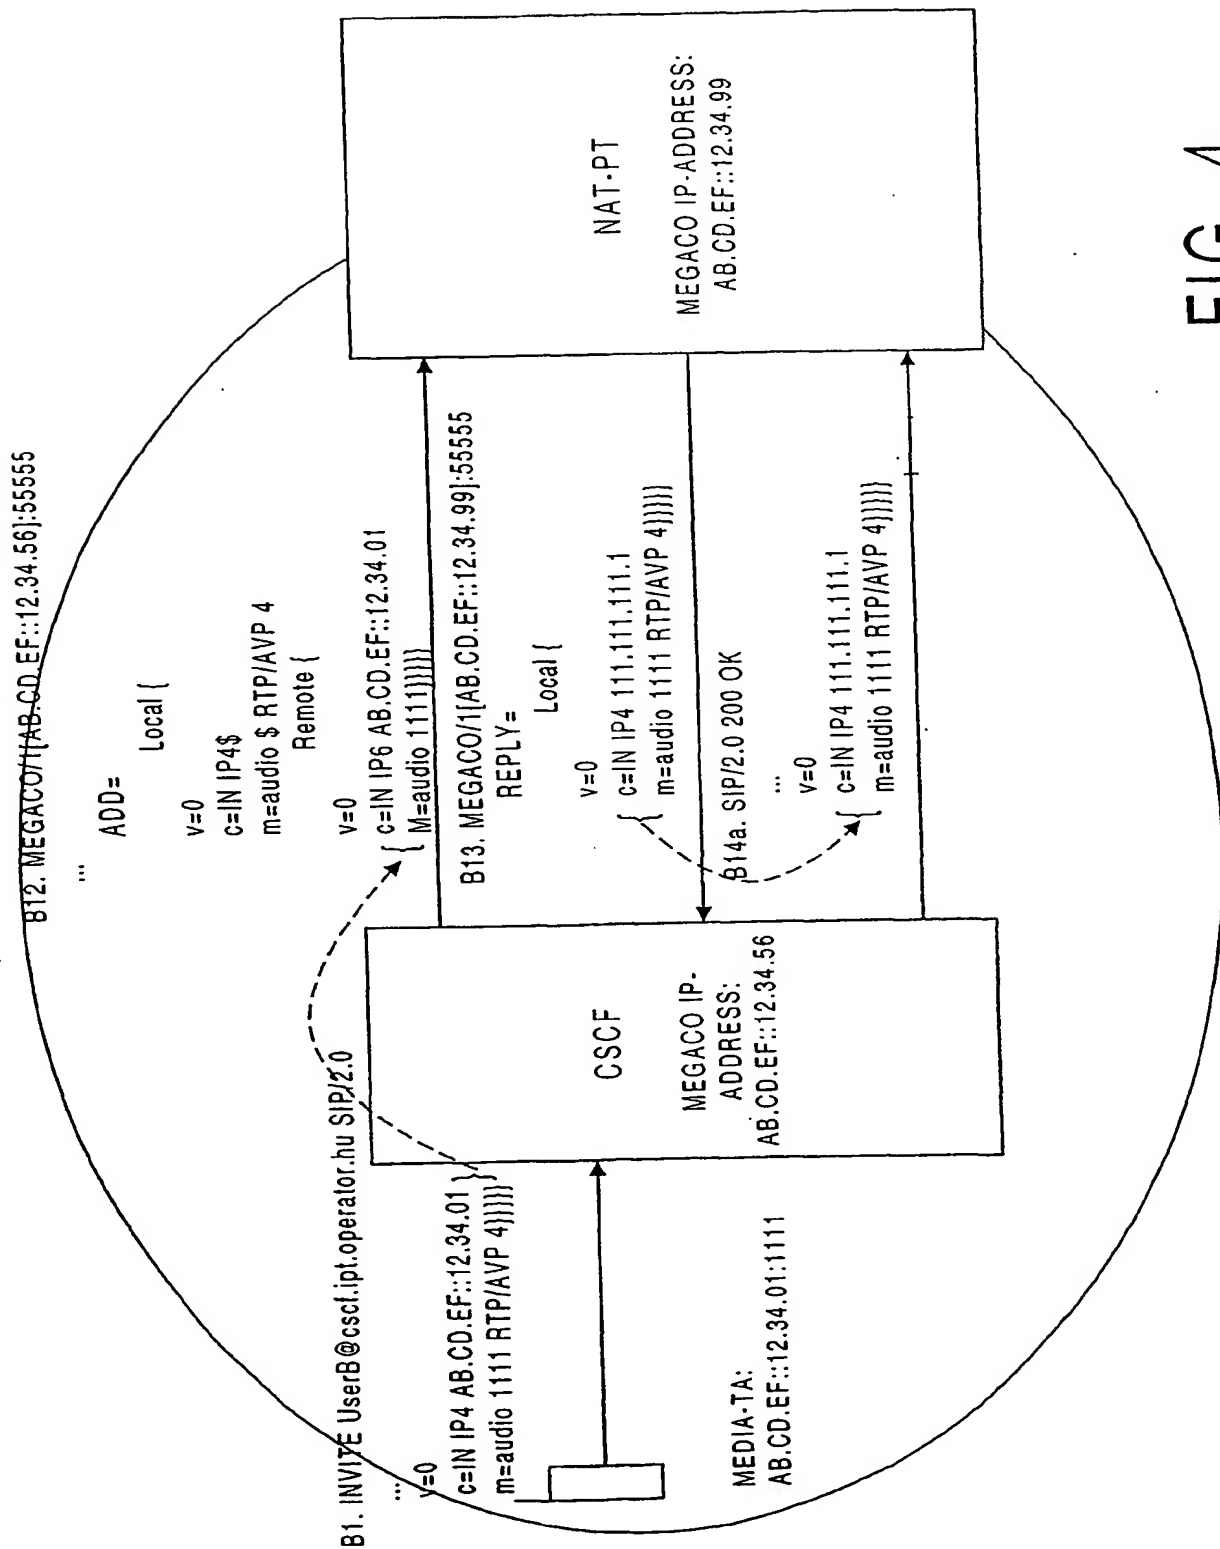 B12. MEGACO/1[AB.CD.EF::12.34.56]:55555
...
ADD=
Local {
v=0
c=IN IP4$
m=audio $ RTP/AVP 4
Remote {
v=0
{ c=IN IP6 AB.CD.EF::12.34.01
M=audio 1111}}}}}
B1. INVITE UserB@cscf.ipt.operator.hu SIP/2.0
...
v=0
c=IN IP4 AB.CD.EF::12.34.01 }
m=audio 1111 RTP/AVP 4}}}}}
B13. MEGACO/1[AB.CD.EF::12.34.99]:55555
REPLY=
Local {
v=0
{ c=IN IP4 111.111.111.1
m=audio 1111 RTP/AVP 4}}}}}
B14a. SIP/2.0 200 OK
...
v=0
{ c=IN IP4 111.111.111.1
m=audio 1111 RTP/AVP 4}}}}}
MEDIA-TA:
AB.CD.EF::12.34.01:1111
CSCF
MEGACO IP-
ADDRESS:
AB.CD.EF::12.34.56
NAT-PT
MEGACO IP-ADDRESS:
AB.CD.EF::12.34.99
FIG. 4